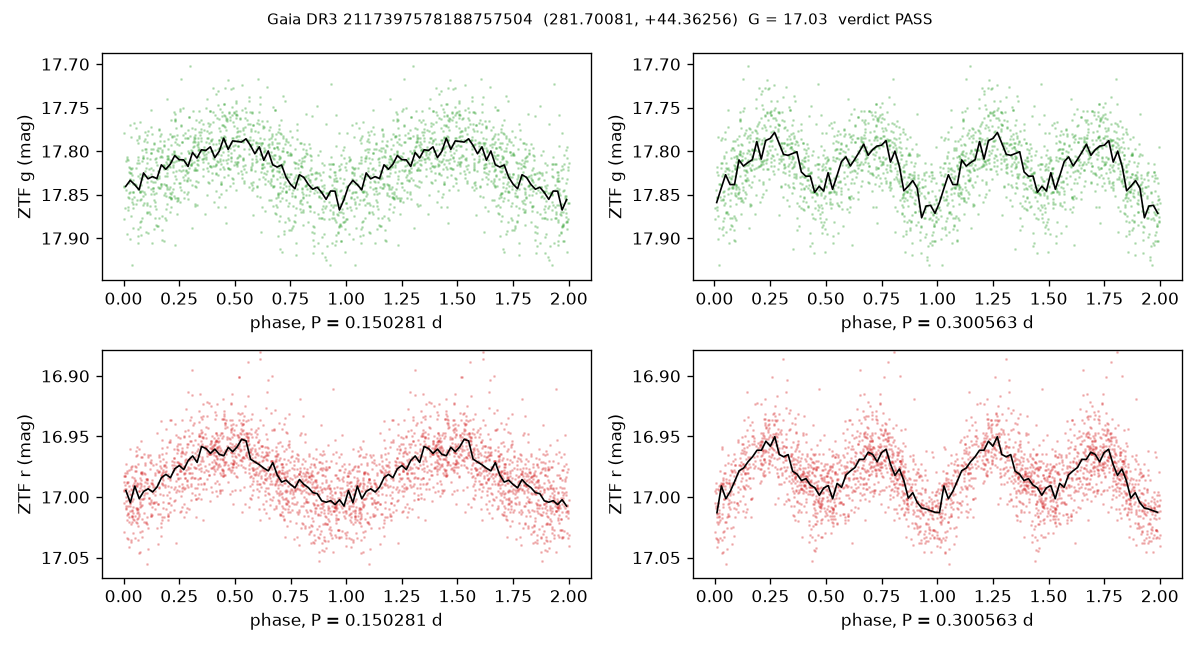 Gaia DR3 2117397578188757504  (281.70081, +44.36256)  G = 17.03  verdict PASS
17.70
17.75
17.80
17.85
17.90
ZTF g (mag)
0.00 0.25 0.50 0.75 1.00 1.25 1.50 1.75 2.00
phase, P = 0.150281 d
17.70
17.75
17.80
17.85
17.90
ZTF g (mag)
0.00 0.25 0.50 0.75 1.00 1.25 1.50 1.75 2.00
phase, P = 0.300563 d
16.90
16.95
17.00
17.05
ZTF r (mag)
0.00 0.25 0.50 0.75 1.00 1.25 1.50 1.75 2.00
phase, P = 0.150281 d
16.90
16.95
17.00
17.05
ZTF r (mag)
0.00 0.25 0.50 0.75 1.00 1.25 1.50 1.75 2.00
phase, P = 0.300563 d